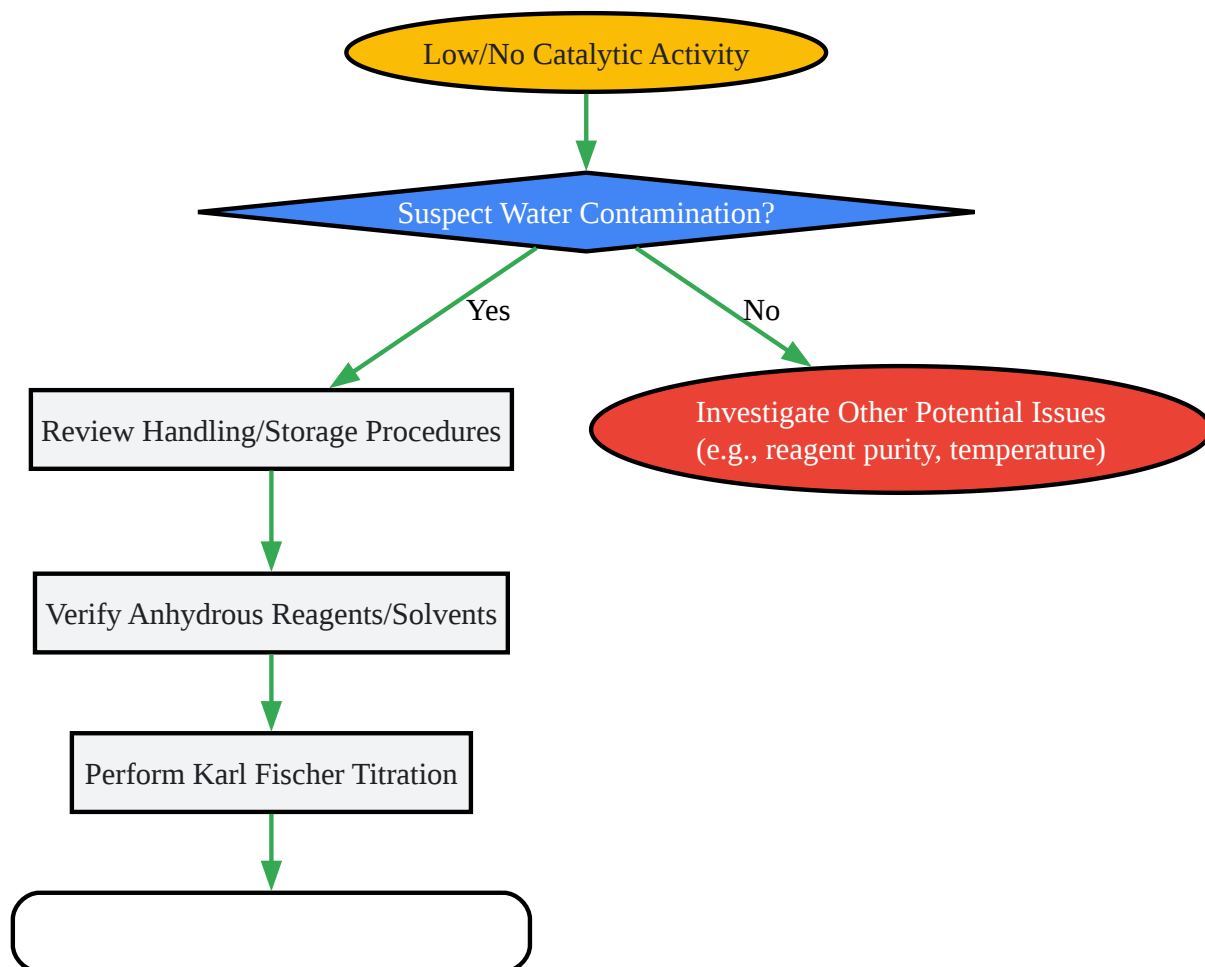 Low/No Catalytic Activity
Suspect Water Contamination?
Yes
No
Review Handling/Storage Procedures
Investigate Other Potential Issues
(e.g., reagent purity, temperature)
Verify Anhydrous Reagents/Solvents
Perform Karl Fischer Titration